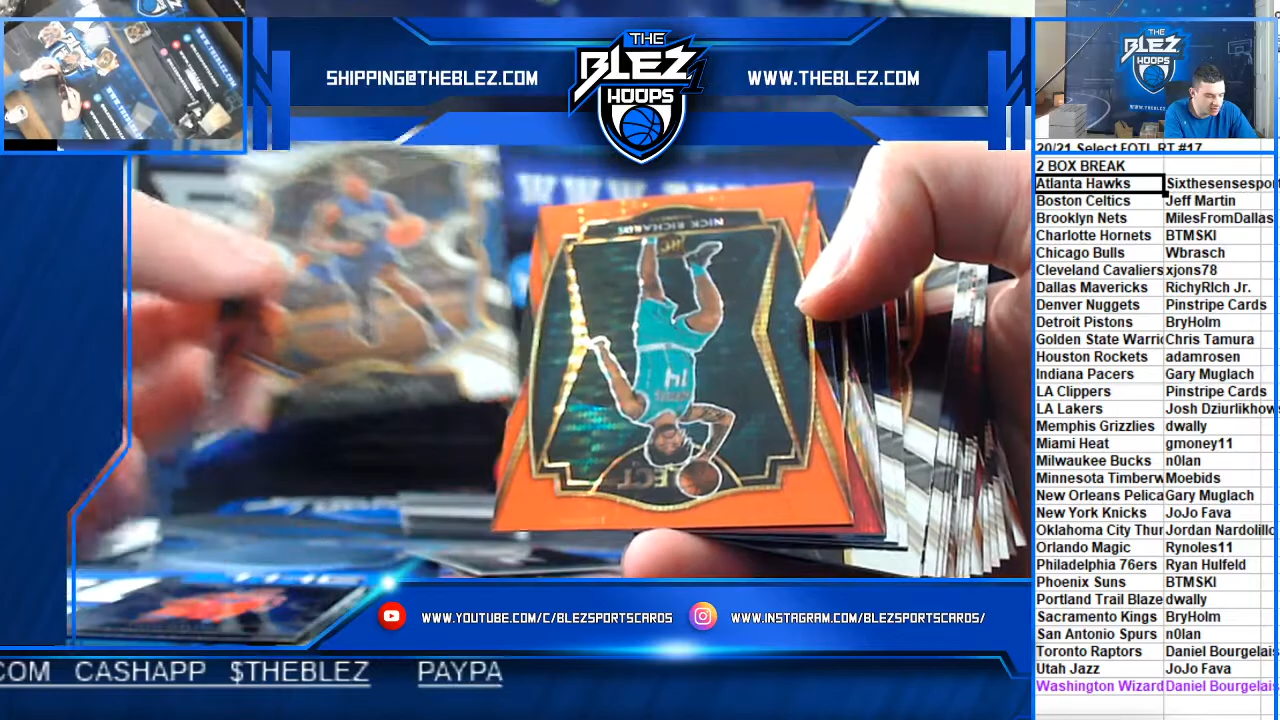 SHIPPING@THEBLEZ.COM
THE
BLEZ
HOOPS
WWW.THEBLEZ.COM
THE
BLEZ
HOOPS
20/21 Select FOTL RT #17
2 BOX BREAK
Atlanta Hawks Sixthesensespor
Boston Celtics Jeff Martin
Brooklyn Nets MilesFromDallas
Charlotte Hornets BTMSKI
Chicago Bulls Wbrasch
Cleveland Cavaliers xjons78
Dallas Mavericks RichyRIch Jr.
Denver Nuggets Pinstripe Cards
Detroit Pistons BryHolm
Golden State Warri Chris Tamura
Houston Rockets adamrosen
Indiana Pacers Gary Muglach
LA Clippers Pinstripe Cards
LA Lakers Josh Dziurlikhow
Memphis Grizzlies dwally
Miami Heat gmoney11
Milwaukee Bucks n0lan
Minnesota Timberw Moebids
New Orleans Pelica Gary Muglach
New York Knicks JoJo Fava
Oklahoma City Thur Jordan Nardolillo
Orlando Magic Rynoles11
Philadelphia 76ers Ryan Hulfeld
Phoenix Suns BTMSKI
Portland Trail Blaze dwally
Sacramento Kings BryHolm
San Antonio Spurs n0lan
Toronto Raptors Daniel Bourgelais
Utah Jazz JoJo Fava
Washington Wizard Daniel Bourgelais
NICK RICHARDS
14
WWW.YOUTUBE.COM/C/BLEZSPORTSCARDS
WWW.INSTAGRAM.COM/BLEZSPORTSCARDS/
COM CASHAPP $THEBLEZ PAYPA